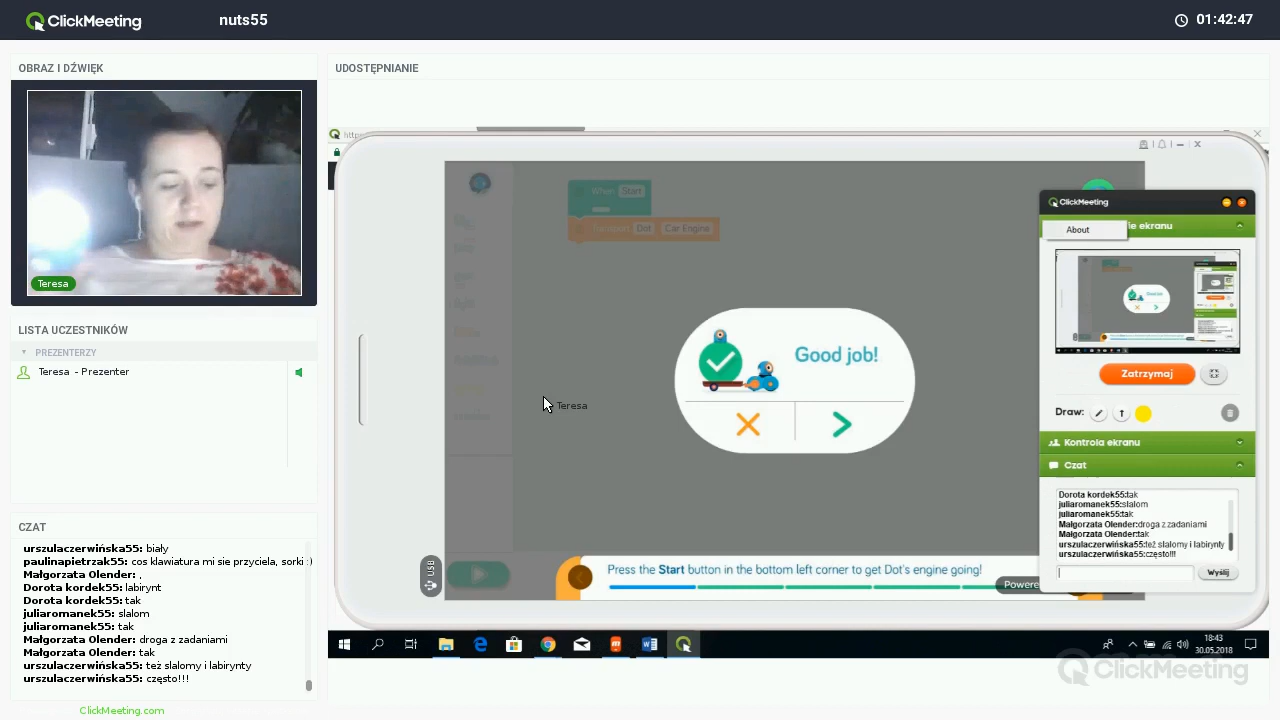 ClickMeeting
nuts55
01:42:47
OBRAZ I DŹWIĘK
Teresa
LISTA UCZESTNIKÓW
PREZENTERZY
Teresa - Prezenter
CZAT
urszulaczerwińska55: biały
paulinapietrzak55: cos klawiatura mi sie przyciela, sorki :)
Małgorzata Olender: ,
Dorota kordek55: labirynt
Dorota kordek55: tak
juliaromanek55: slalom
juliaromanek55: tak
Małgorzata Olender: droga z zadaniami
Małgorzata Olender: tak
urszulaczerwińska55: też slalomy i labirynty
urszulaczerwińska55: często!!!
ClickMeeting.com
UDOSTĘPNIANIE
When Start
Dot Car Engine
Good job!
Teresa
USB
Press the Start button in the bottom left corner to get Dot's engine going!
Powere
ClickMeeting
About
ie ekranu
Zatrzymaj
Draw:
Kontrola ekranu
Czat
Dorota kordek55:tak
juliaromanek55:slalom
juliaromanek55:tak
Małgorzata Olender:droga z zadaniami
Małgorzata Olender:tak
urszulaczerwińska55:też slalomy i labirynty
urszulaczerwińska55:często!!!
Wyślij
18:43
30.05.2018
ClickMeeting